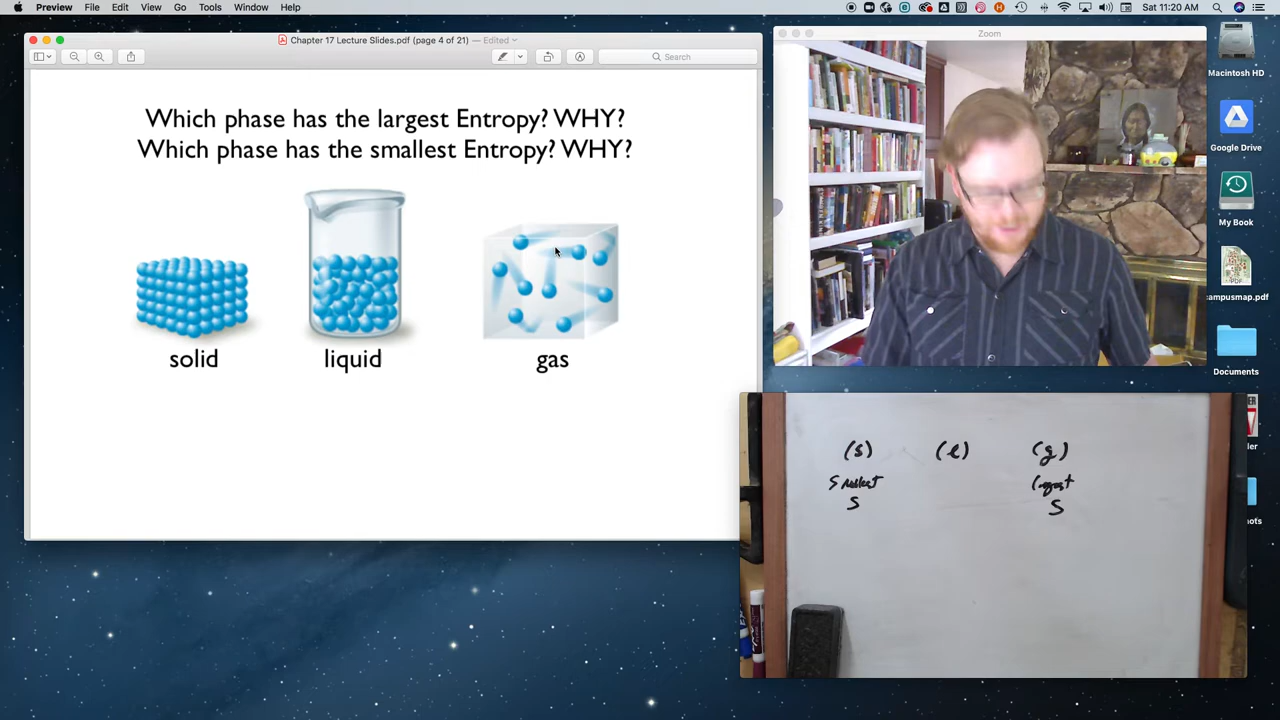 Preview File Edit View Go Tools Window Help
Sat 11:20 AM
Chapter 17 Lecture Slides.pdf (page 4 of 21) — Edited
Search
Which phase has the largest Entropy? WHY?
Which phase has the smallest Entropy? WHY?
solid liquid gas
Zoom
Macintosh HD
Google Drive
My Book
PDF
campusmap.pdf
Documents
(s) (l) (g)
Smallest largest
S S